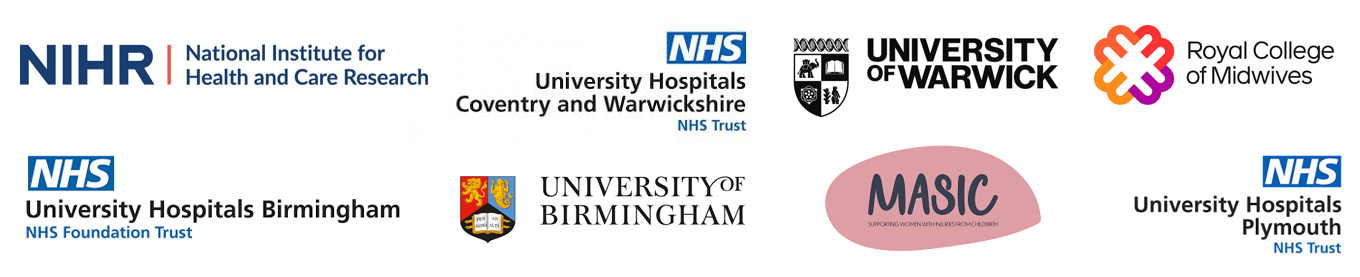 NIHR
National Institute for
Health and Care Research
NHS
University Hospitals
Coventry and Warwickshire
NHS Trust
UNIVERSITY
OF WARWICK
Royal College
of Midwives
NHS
University Hospitals Birmingham
NHS Foundation Trust
UNIVERSITY OF
BIRMINGHAM
MASIC
SUPPORTING WOMEN WITH INJURIES FROM CHILDBIRTH
NHS
University Hospitals
Plymouth
NHS Trust